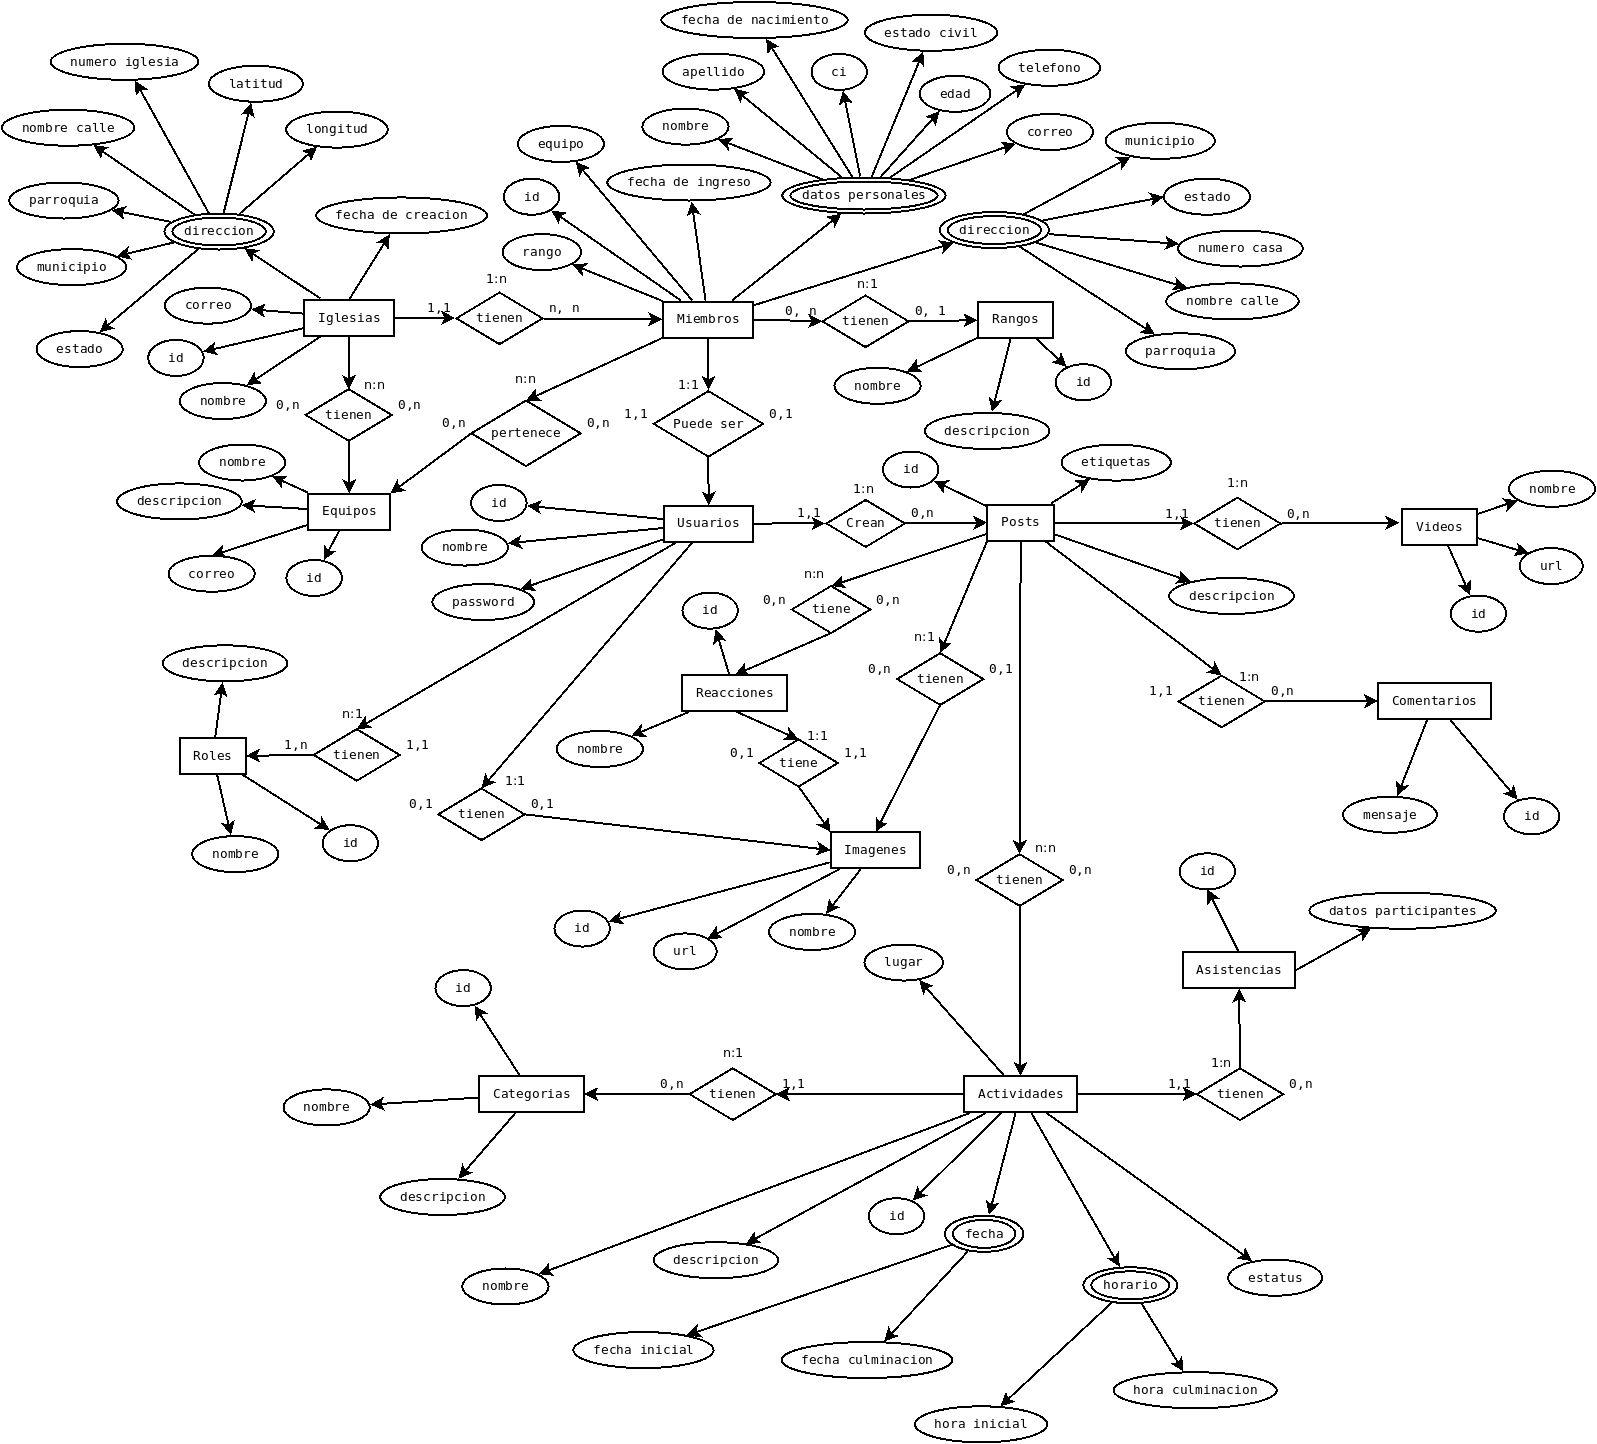 fecha de nacimiento
estado civil
numero iglesia
latitud
apellido
ci
telefono
edad
nombre calle
longitud
nombre
correo
equipo
municipio
fecha de ingreso
datos personales
parroquia
id
estado
fecha de creacion
direccion
direccion
municipio
rango
numero casa
1:n
n:1
correo
nombre calle
Iglesias
1,1
tienen
n, n
Miembros
0, n
tienen
0, 1
Rangos
estado
id
parroquia
n:n
n:n
1:1
nombre
nombre
id
0,n
tienen
0,n
0,n
pertenece
0,n
1,1
Puede ser
0,1
descripcion
nombre
id
etiquetas
1:n
1:n
nombre
descripcion
id
Equipos
Usuarios
1,1
Crean
0,n
Posts
1,1
tienen
0,n
Videos
nombre
correo
id
n:n
url
password
id
0,n
tiene
0,n
descripcion
id
n:1
descripcion
0,n
tienen
0,1
1:n
Reacciones
1,1
tienen
0,n
Comentarios
n:1
nombre
1:1
Roles
1,n
tienen
1,1
0,1
tiene
1,1
1:1
0,1
tienen
0,1
mensaje
id
nombre
id
Imagenes
n:n
0,n
tienen
0,n
id
id
url
nombre
datos participantes
lugar
Asistencias
id
n:1
1:n
Categorias
0,n
tienen
1,1
Actividades
1,1
tienen
0,n
nombre
descripcion
id
fecha
descripcion
nombre
horario
estatus
fecha inicial
fecha culminacion
hora culminacion
hora inicial